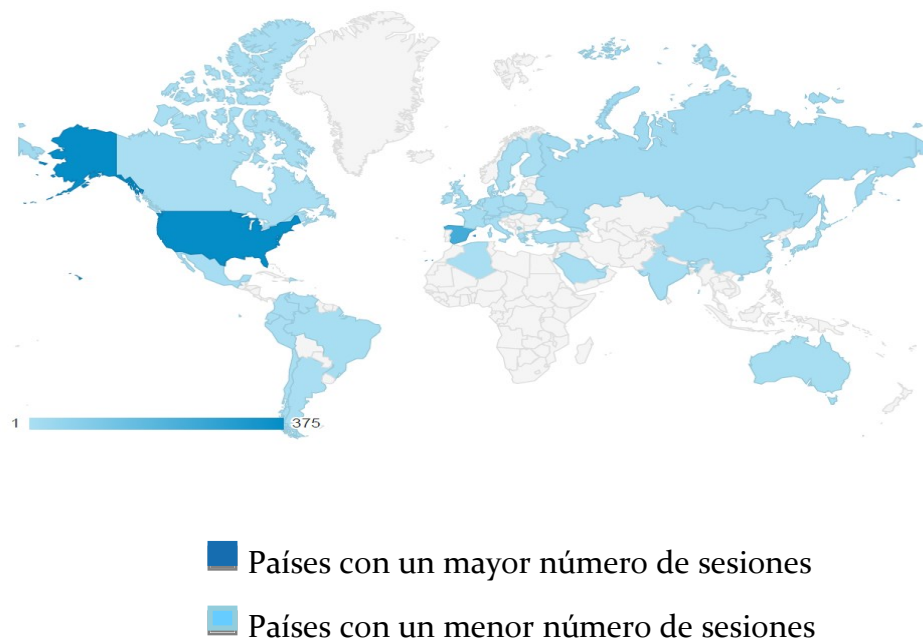 1 375
Países con un mayor número de sesiones
Países con un menor número de sesiones